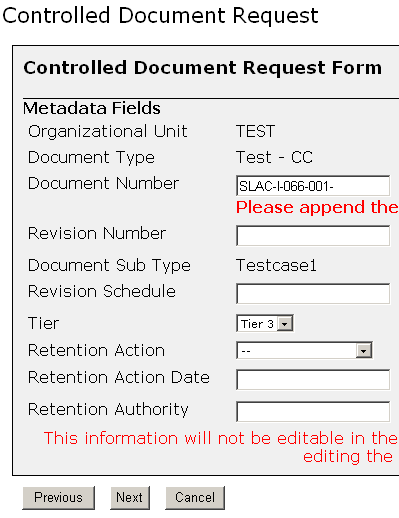 Controlled Document Request
Controlled Document Request Form
Metadata Fields
Organizational Unit TEST
Document Type Test - CC
Document Number SLAC-I-066-001-
Please append the
Revision Number
Document Sub Type Testcase1
Revision Schedule
Tier Tier 3
Retention Action --
Retention Action Date
Retention Authority
This information will not be editable in the
editing the
Previous Next Cancel